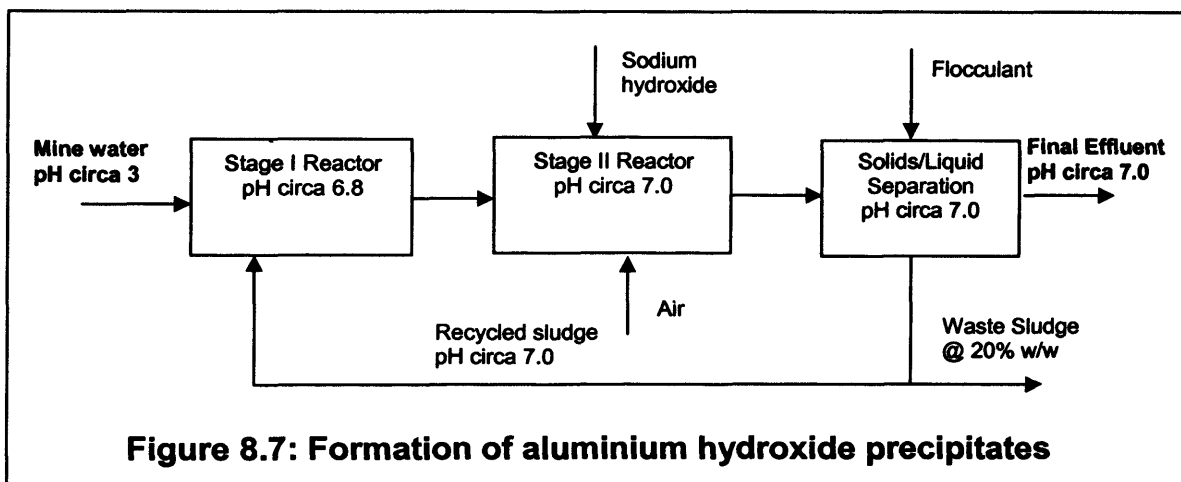 Sodium
hydroxide
Flocculant
Mine water
pH circa 3
Stage I Reactor
pH circa 6.8
Stage II Reactor
pH circa 7.0
Solids/Liquid
Separation
pH circa 7.0
Final Effluent
pH circa 7.0
Air
Recycled sludge
pH circa 7.0
Waste Sludge
@ 20% w/w
Figure 8.7: Formation of aluminium hydroxide precipitates